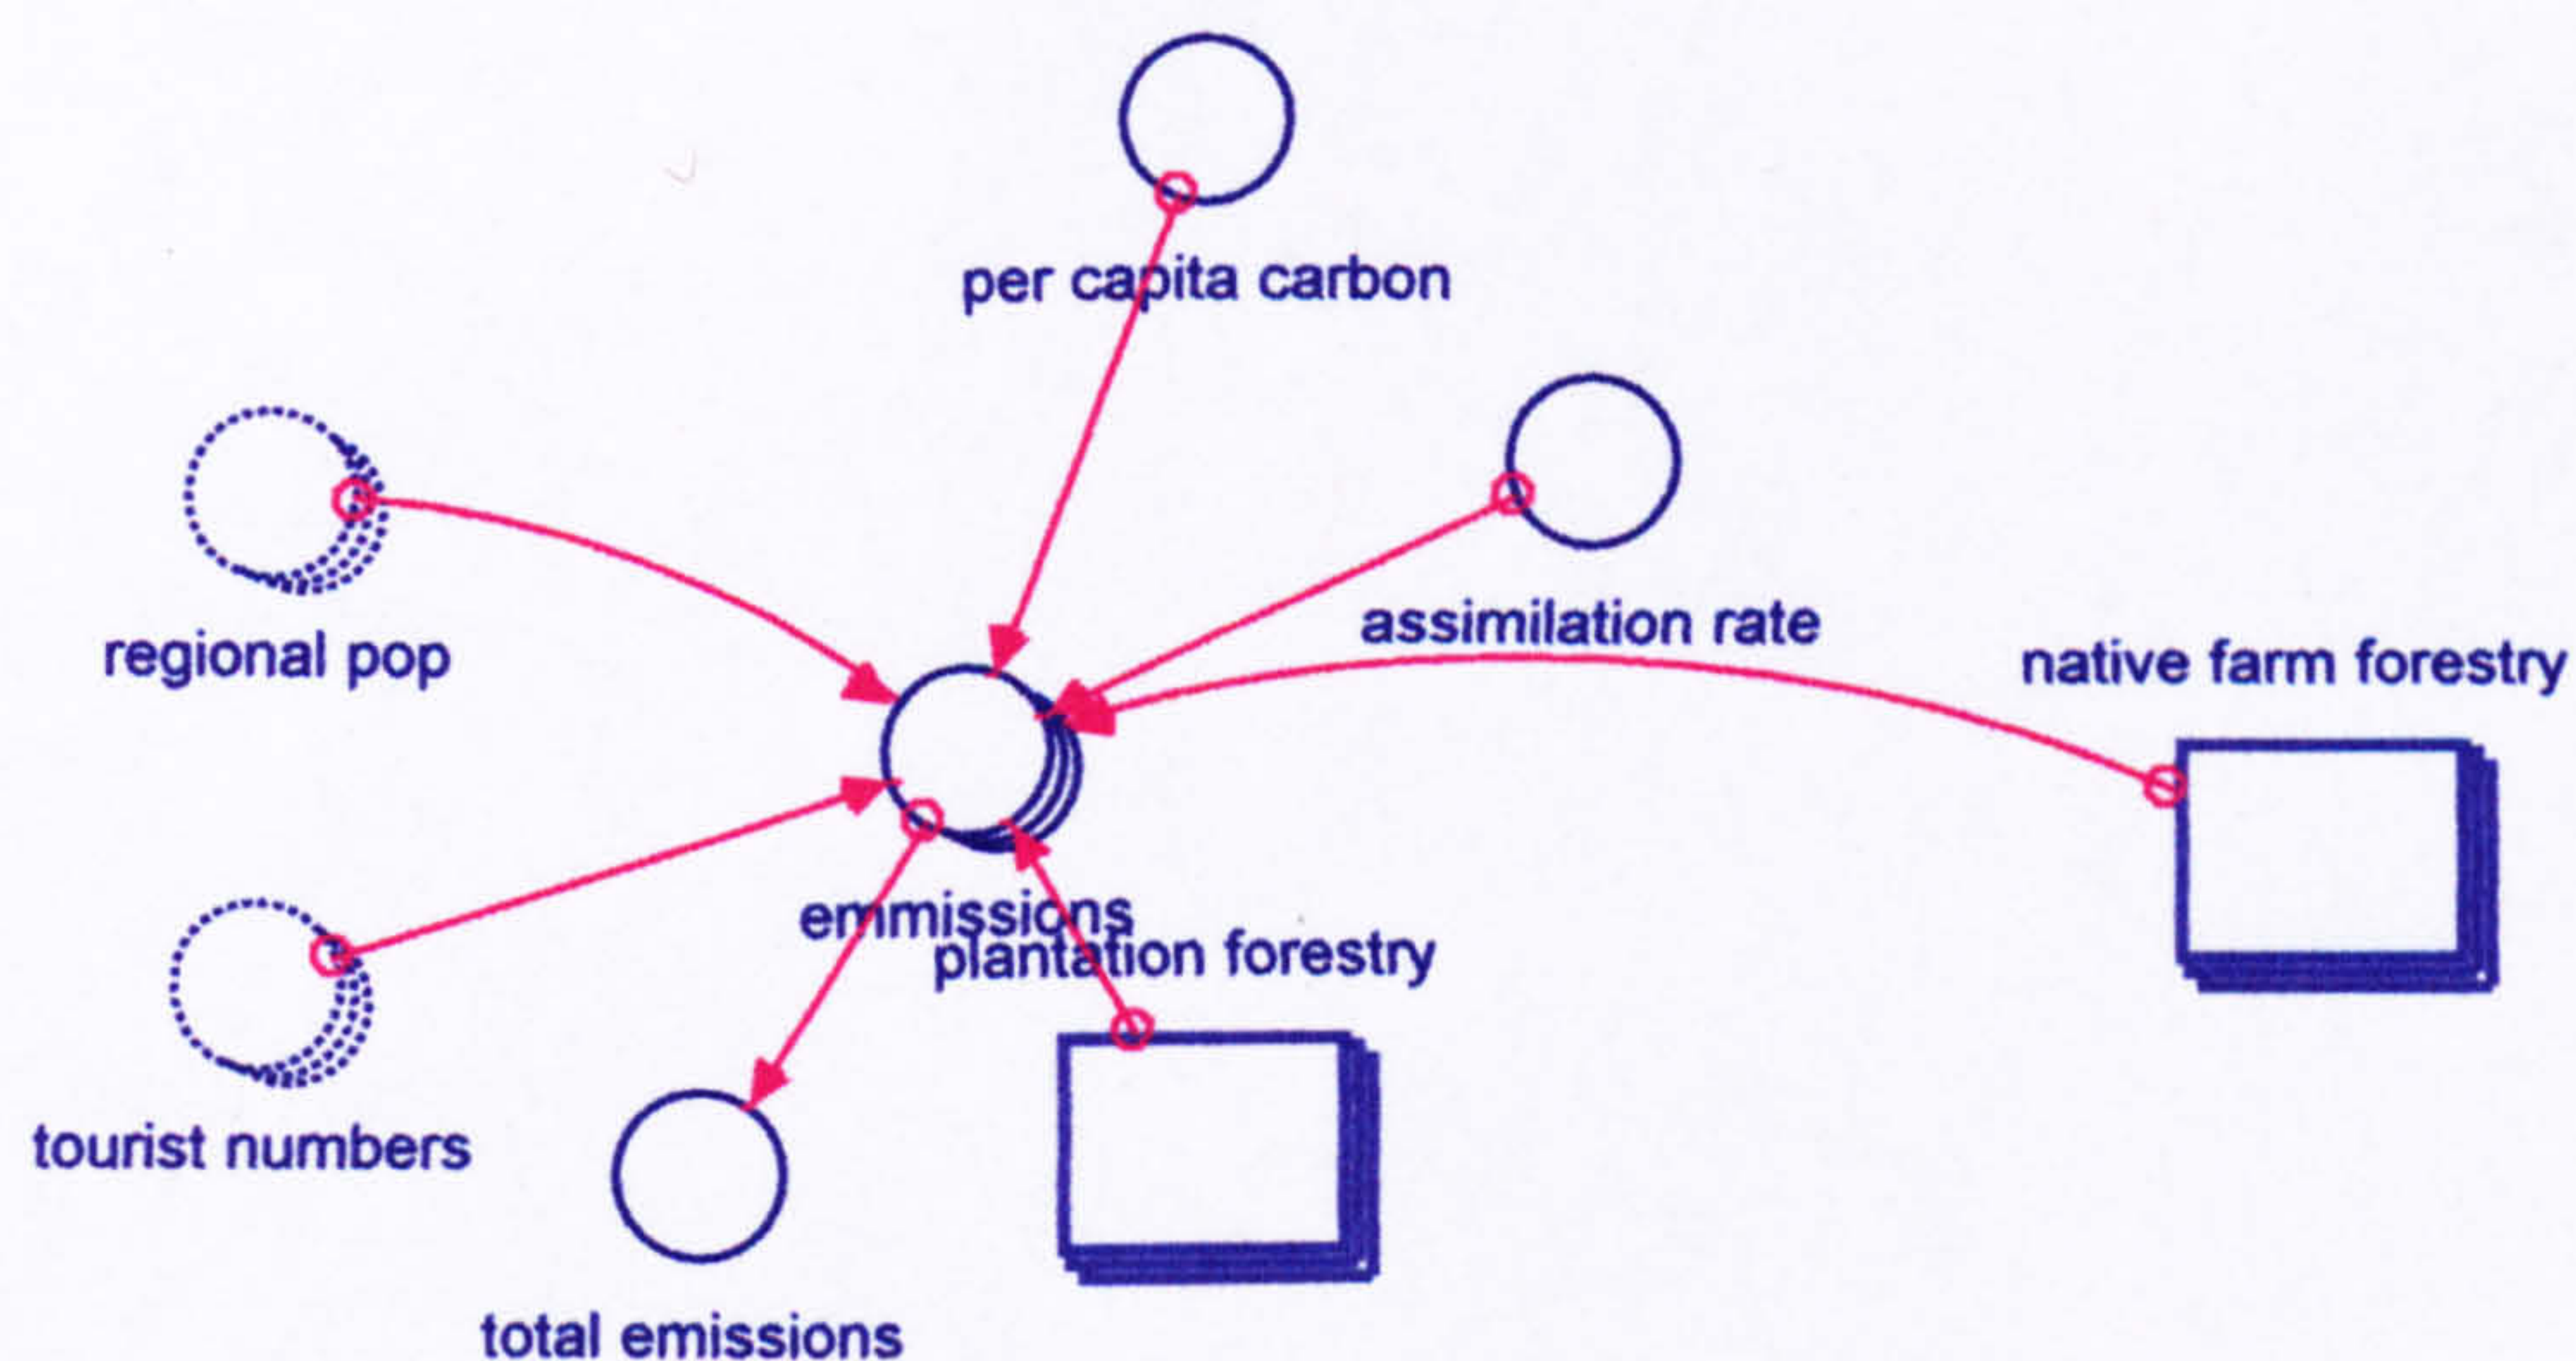 per capita carbon
assimilation rate
regional pop
native farm forestry
emmissions
plantation forestry
tourist numbers
total emissions